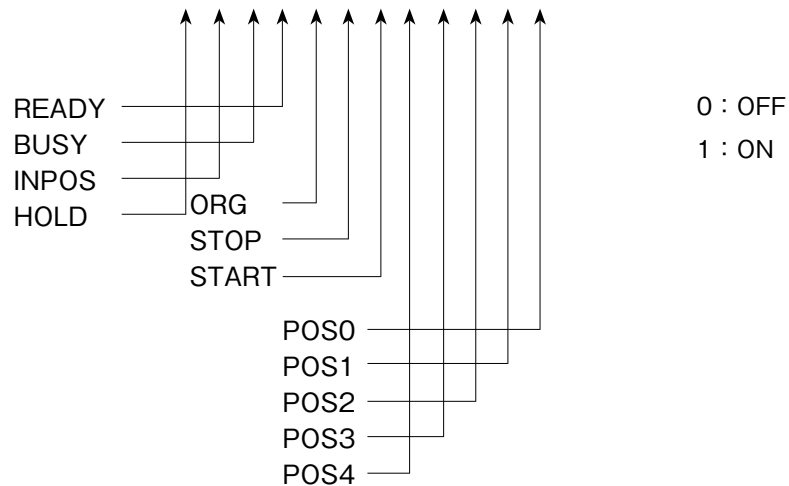 READY
BUSY
INPOS
HOLD
ORG
STOP
START
POS0
POS1
POS2
POS3
POS4
0：OFF
1：ON